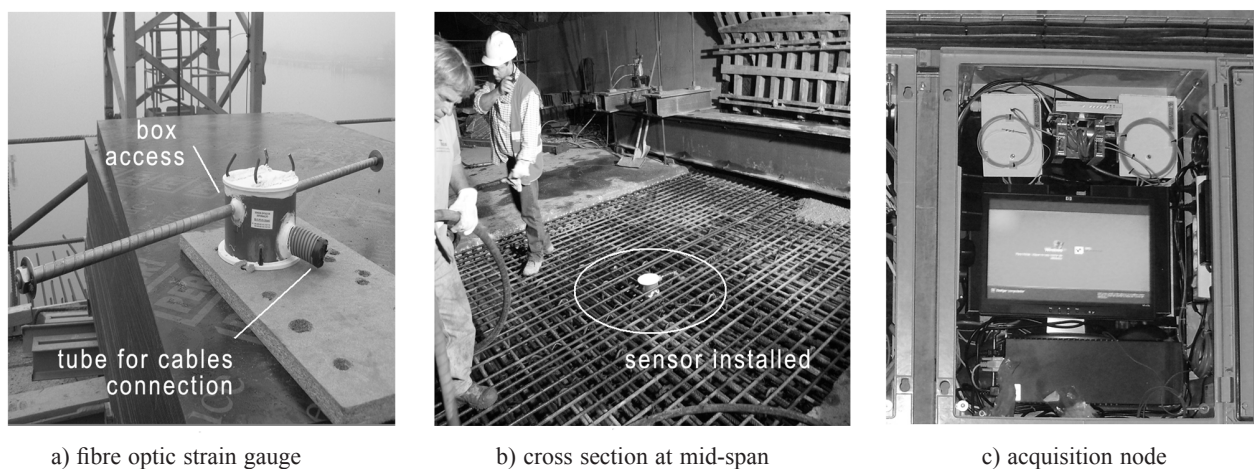 box
access
tube for cables
connection
sensor installed
a) fibre optic strain gauge
b) cross section at mid-span
c) acquisition node